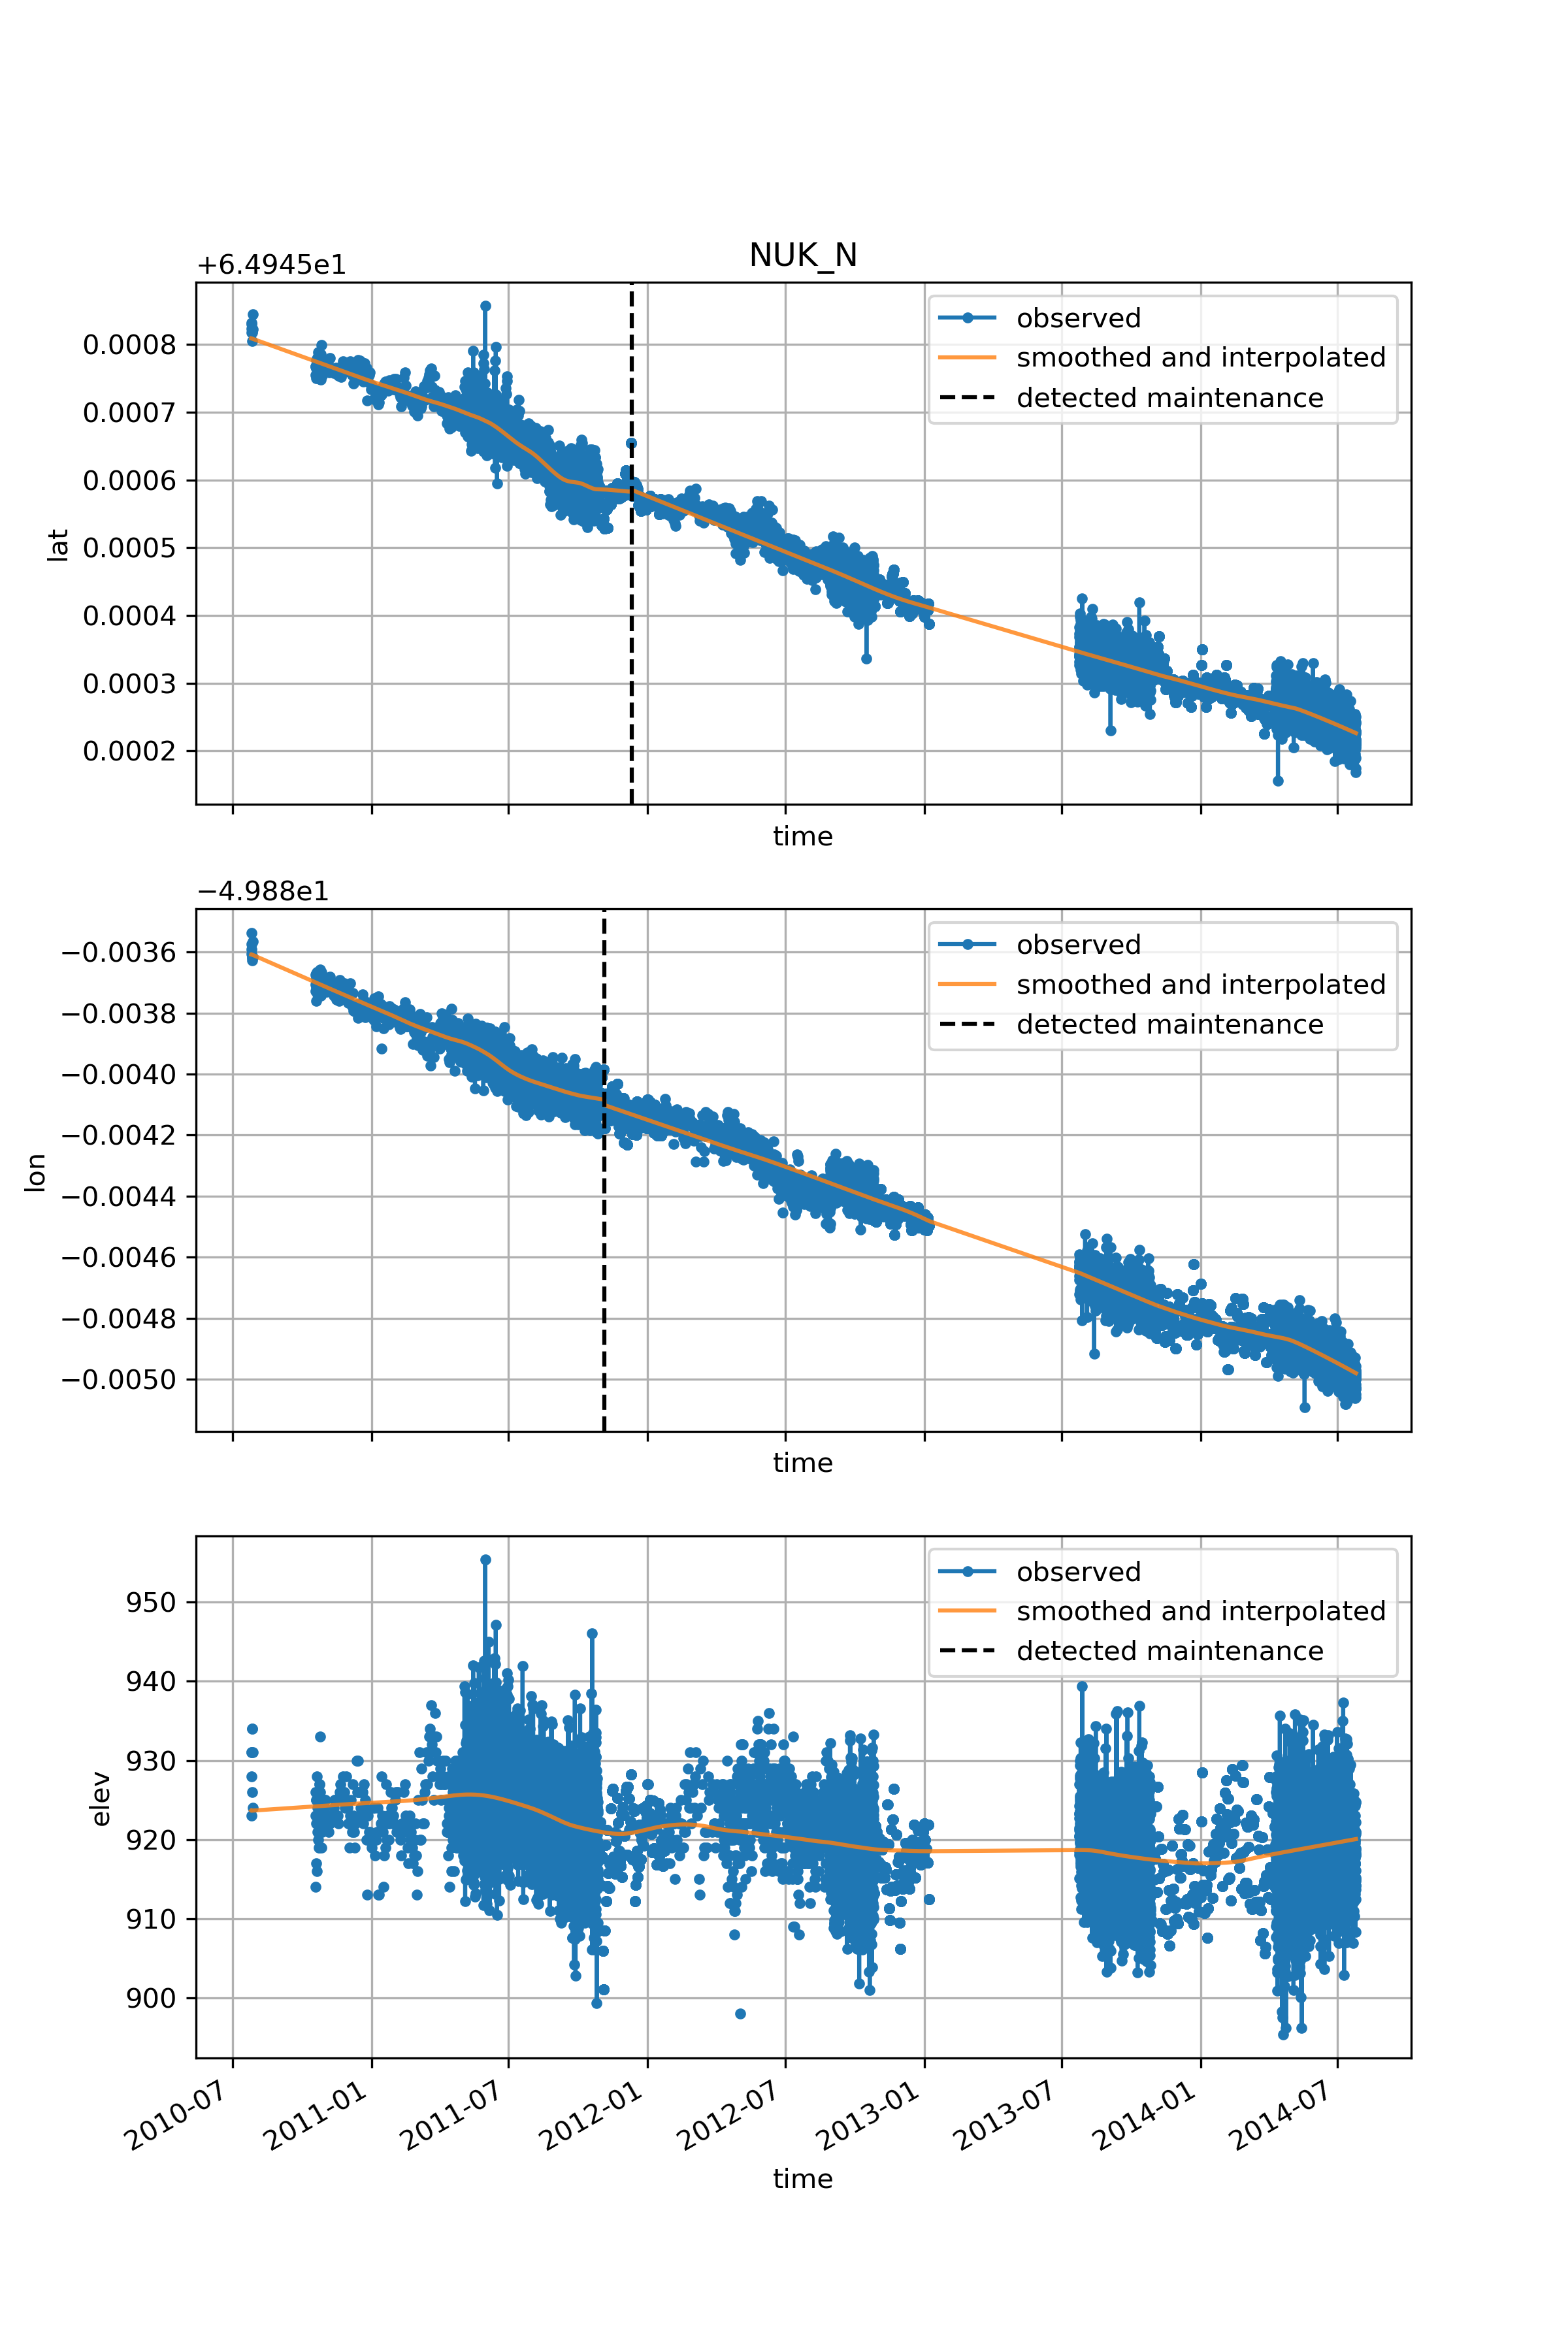 NUK_N
+6.4945e1
observed
smoothed and interpolated
detected maintenance
0.0008
0.0007
0.0006
0.0005
0.0004
0.0003
0.0002
lat
time
−4.988e1
observed
smoothed and interpolated
detected maintenance
−0.0036
−0.0038
−0.0040
−0.0042
−0.0044
−0.0046
−0.0048
−0.0050
lon
time
observed
smoothed and interpolated
detected maintenance
950
940
930
920
910
900
elev
2010-07
2011-01
2011-07
2012-01
2012-07
2013-01
2013-07
2014-01
2014-07
time